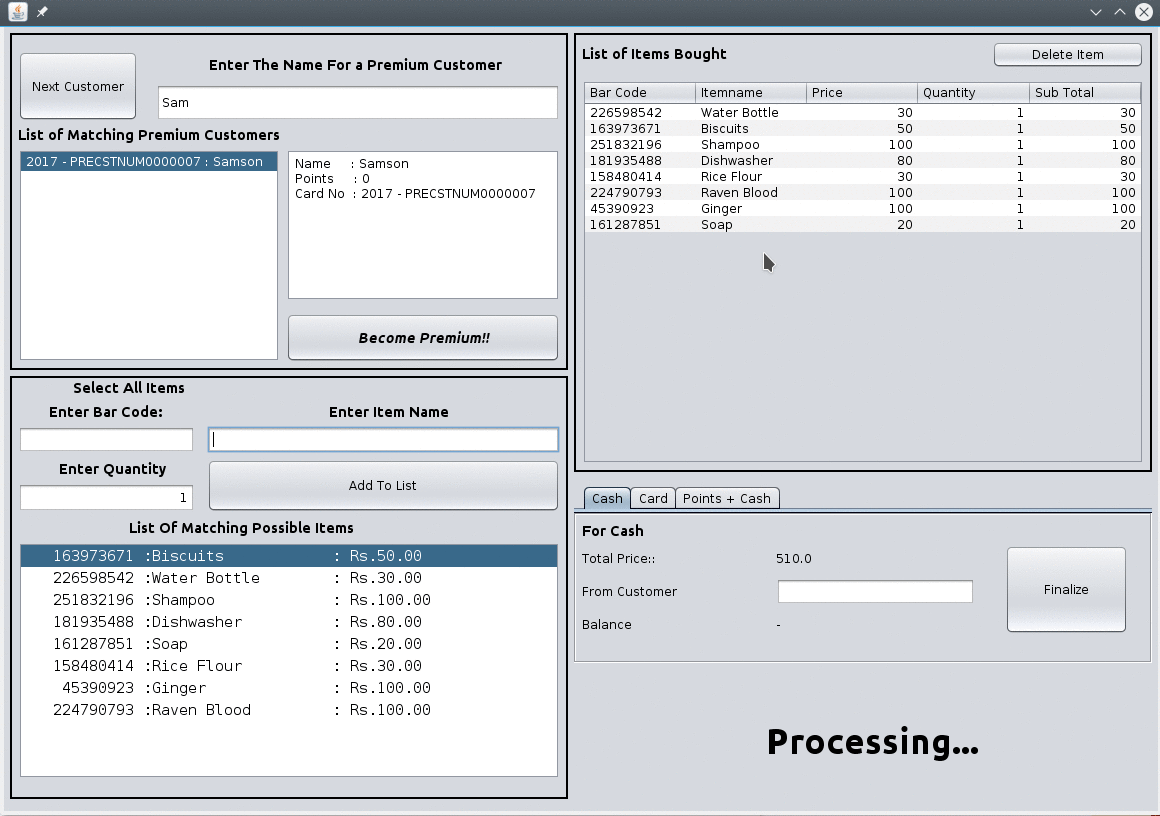 Enter The Name For a Premium Customer
Next Customer
Sam
List of Matching Premium Customers
2017 - PRECSTNUM0000007 : Samson
Name : Samson
Points : 0
Card No : 2017 - PRECSTNUM0000007
Become Premium!!
Select All Items
Enter Bar Code: Enter Item Name
Enter Quantity
1 Add To List
List Of Matching Possible Items
163973671 :Biscuits : Rs.50.00
226598542 :Water Bottle : Rs.30.00
251832196 :Shampoo : Rs.100.00
181935488 :Dishwasher : Rs.80.00
161287851 :Soap : Rs.20.00
158480414 :Rice Flour : Rs.30.00
45390923 :Ginger : Rs.100.00
224790793 :Raven Blood : Rs.100.00
List of Items Bought Delete Item
Bar Code Itemname Price Quantity Sub Total
226598542 Water Bottle 30 1 30
163973671 Biscuits 50 1 50
251832196 Shampoo 100 1 100
181935488 Dishwasher 80 1 80
158480414 Rice Flour 30 1 30
224790793 Raven Blood 100 1 100
45390923 Ginger 100 1 100
161287851 Soap 20 1 20
Cash Card Points + Cash
For Cash
Total Price:: 510.0
From Customer
Finalize
Balance -
Processing...